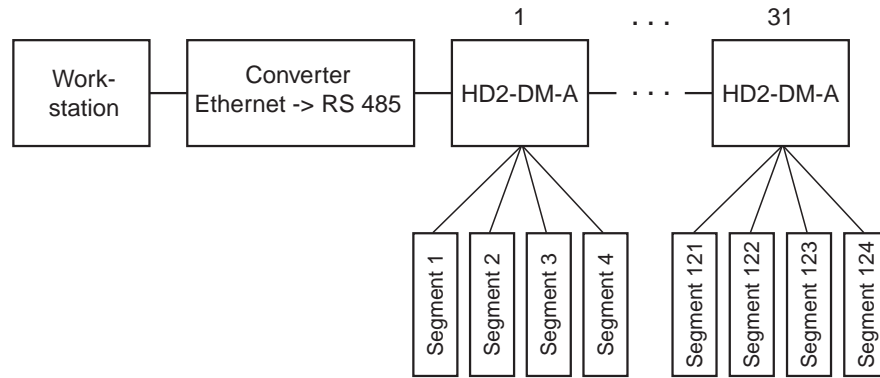 1 . . . 31
Work-
station
Converter
Ethernet -> RS 485
HD2-DM-A
. . .
HD2-DM-A
Segment 1
Segment 2
Segment 3
Segment 4
Segment 121
Segment 122
Segment 123
Segment 124